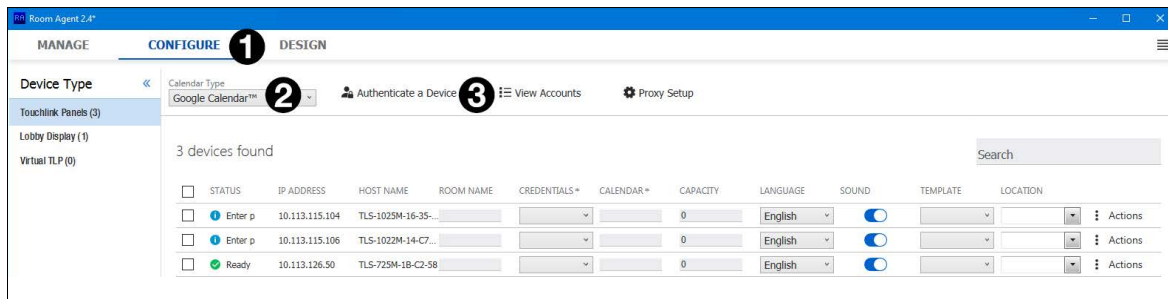 RA Room Agent 2.4*
MANAGE CONFIGURE 1 DESIGN
Device Type «
Touchlink Panels (3)
Lobby Display (1)
Virtual TLP (0)
Calendar Type
Google Calendar™ 2 Authenticate a Device 3 View Accounts Proxy Setup
3 devices found
Search
STATUS IP ADDRESS HOST NAME ROOM NAME CREDENTIALS* CALENDAR* CAPACITY LANGUAGE SOUND TEMPLATE LOCATION
Enter p 10.113.115.104 TLS-1025M-16-35-... 0 English Actions
Enter p 10.113.115.106 TLS-1022M-14-C7... 0 English Actions
Ready 10.113.126.50 TLS-725M-1B-C2-58 0 English Actions